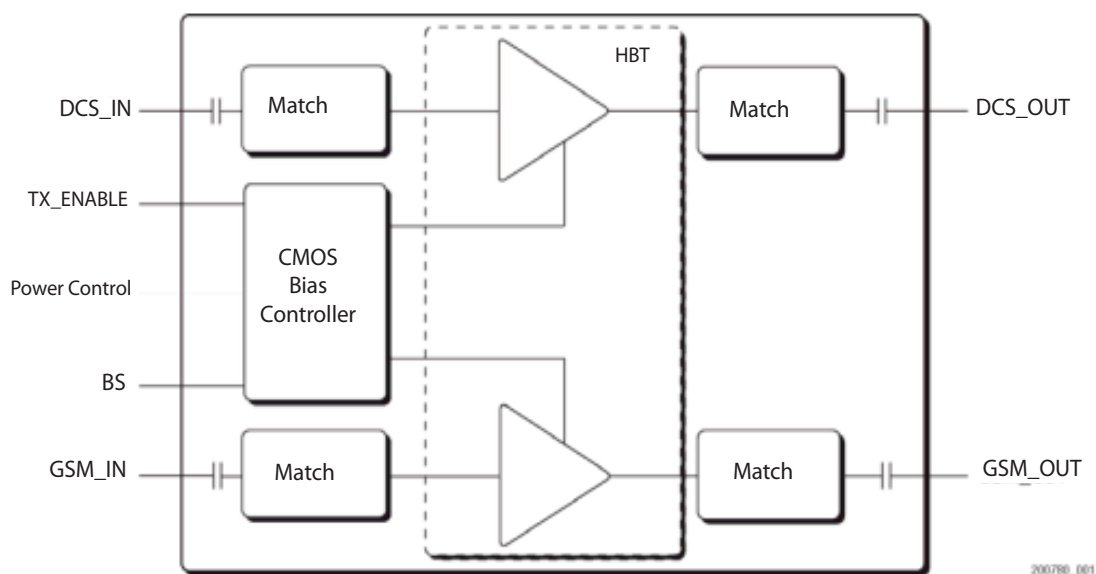 HBT
DCS_IN
Match
Match
DCS_OUT
TX_ENABLE
CMOS
Bias
Controller
Power Control
BS
GSM_IN
Match
Match
GSM_OUT
200780_001